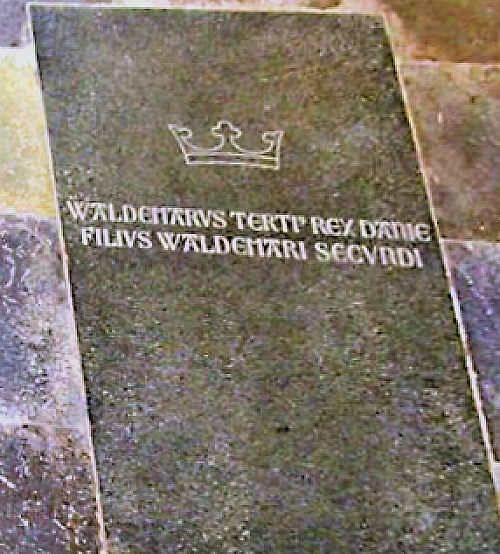 WALDEMARVS TERTI' REX DANIE
FILIVS WALDEMARI SECVNDI